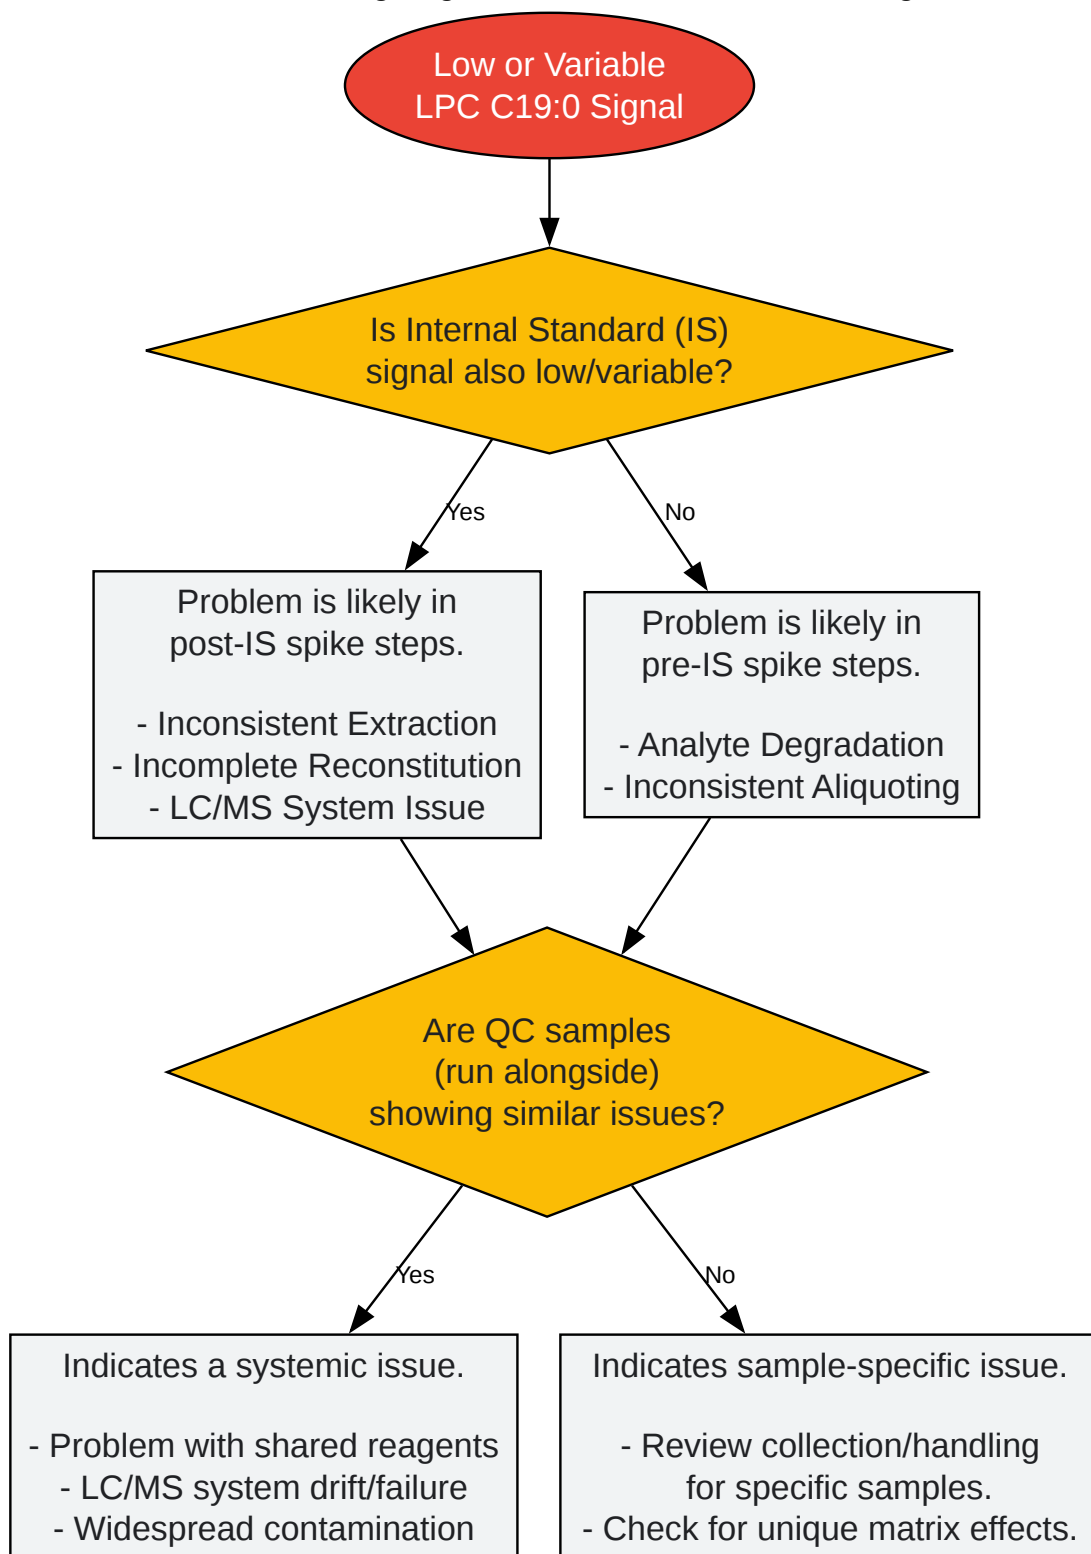 Low or Variable
LPC C19:0 Signal
Is Internal Standard (IS)
signal also low/variable?
Yes
No
Problem is likely in
post-IS spike steps.
- Inconsistent Extraction
- Incomplete Reconstitution
- LC/MS System Issue
Problem is likely in
pre-IS spike steps.
- Analyte Degradation
- Inconsistent Aliquoting
Are QC samples
(run alongside)
showing similar issues?
Yes
No
Indicates a systemic issue.
- Problem with shared reagents
- LC/MS system drift/failure
- Widespread contamination
Indicates sample-specific issue.
- Review collection/handling
for specific samples.
- Check for unique matrix effects.